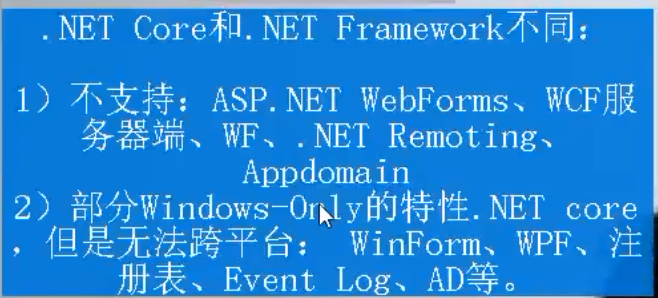 .NET Core和.NET Framework不同：
1）不支持：ASP.NET WebForms、WCF服
务器端、WF、.NET Remoting、
Appdomain
2）部分Windows-Only的特性.NET core
，但是无法跨平台： WinForm、WPF、注
册表、Event Log、AD等。